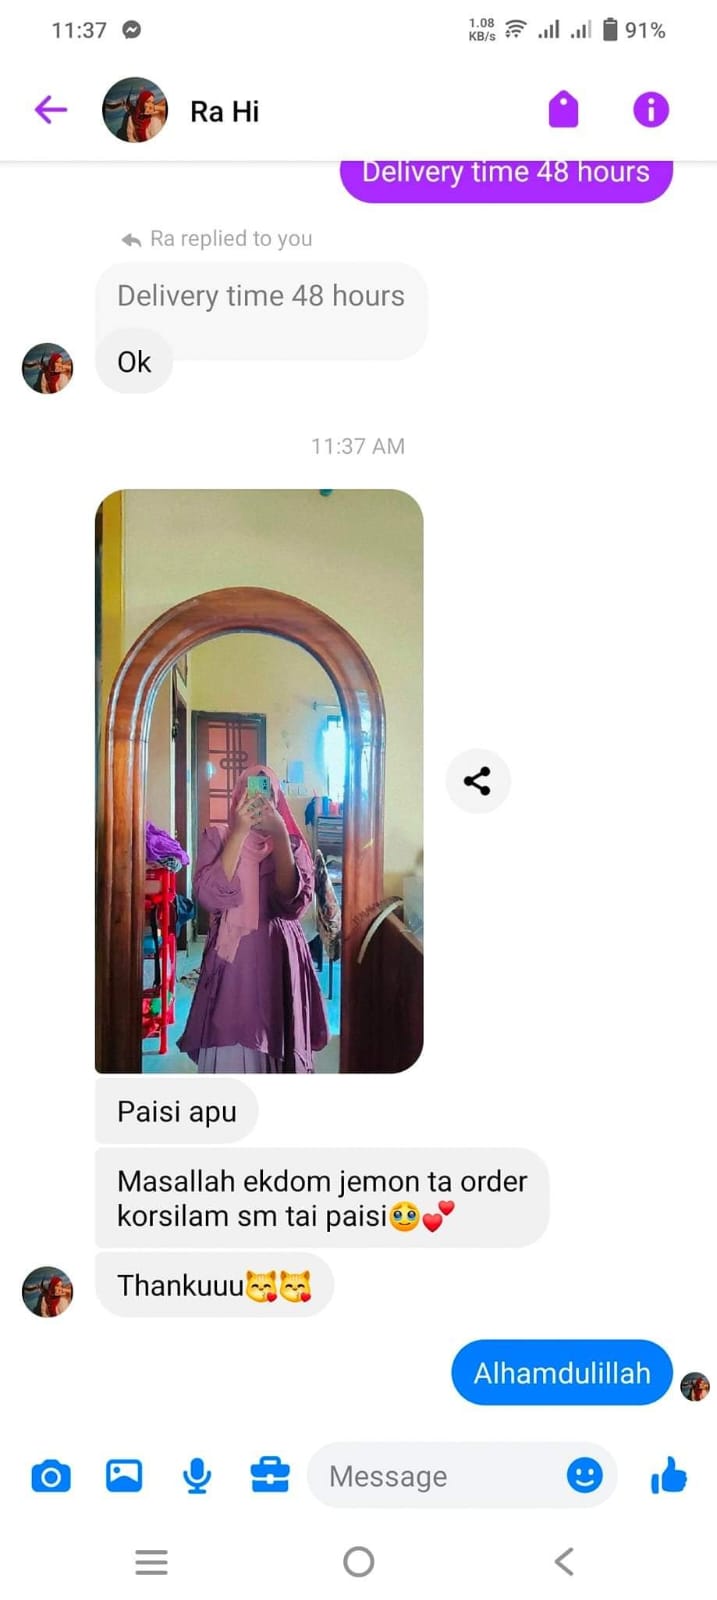 11:37
1.08
KB/s
91%
Ra Hi
Delivery time 48 hours
Ra replied to you
Delivery time 48 hours
Ok
11:37 AM
Paisi apu
Masallah ekdom jemon ta order
korsilam sm tai paisi🥹💕
Thankuuu😽😽
Alhamdulillah
Message